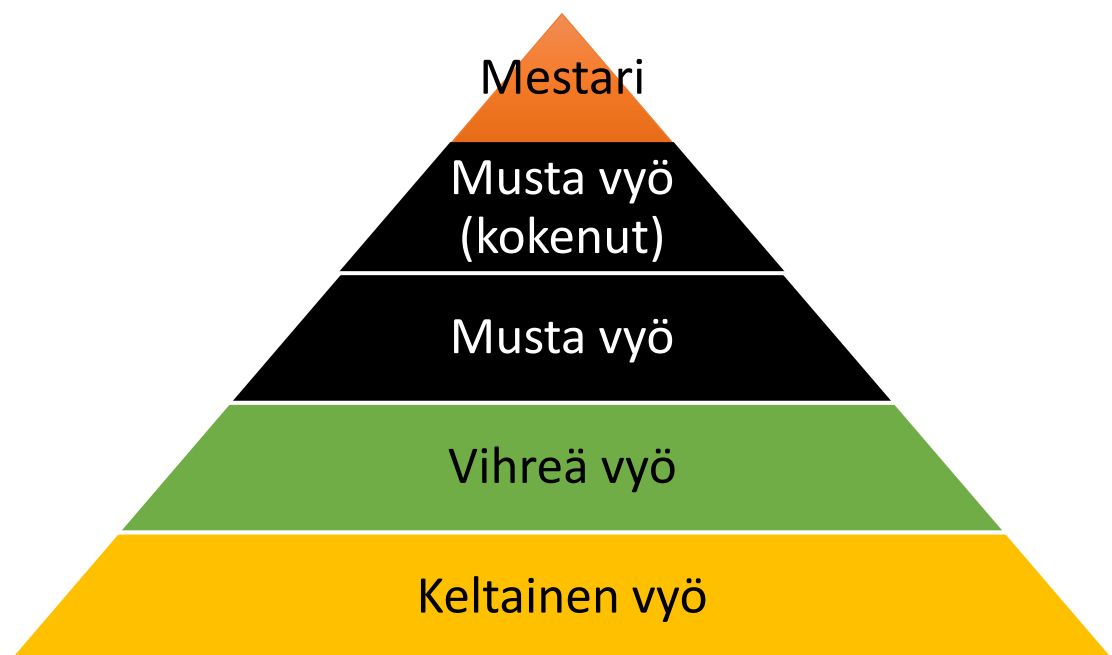 Mestari
Musta vyö
(kokenut)
Musta vyö
Vihreä vyö
Keltainen vyö